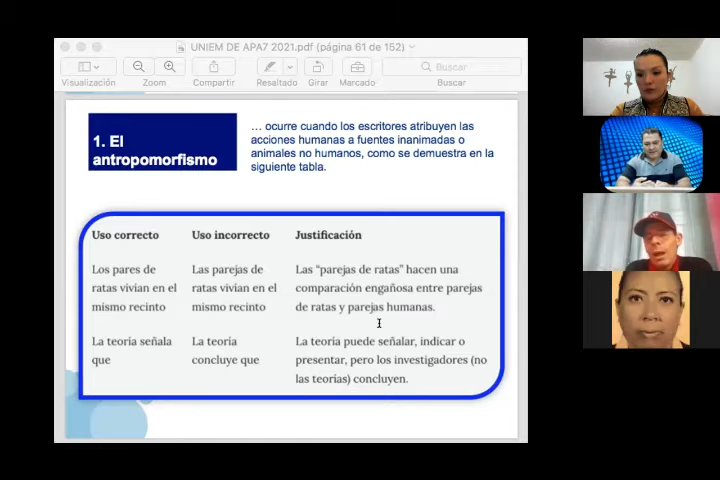 UNIEM DE APA7 2021.pdf (página 61 de 152)
Buscar
Visualización Zoom Compartir Resaltado Girar Marcado Buscar
1. El
antropomorfismo
… ocurre cuando los escritores atribuyen las
acciones humanas a fuentes inanimadas o
animales no humanos, como se demuestra en la
siguiente tabla.
Uso correcto Uso incorrecto Justificación
Los pares de Las parejas de Las “parejas de ratas” hacen una
ratas vivian en el ratas vivían en el comparación engañosa entre parejas
mismo recinto mismo recinto de ratas y parejas humanas.
La teoria señala La teoría La teoría puede señalar, indicar o
que concluye que presentar, pero los investigadores (no
las teorías) concluyen.